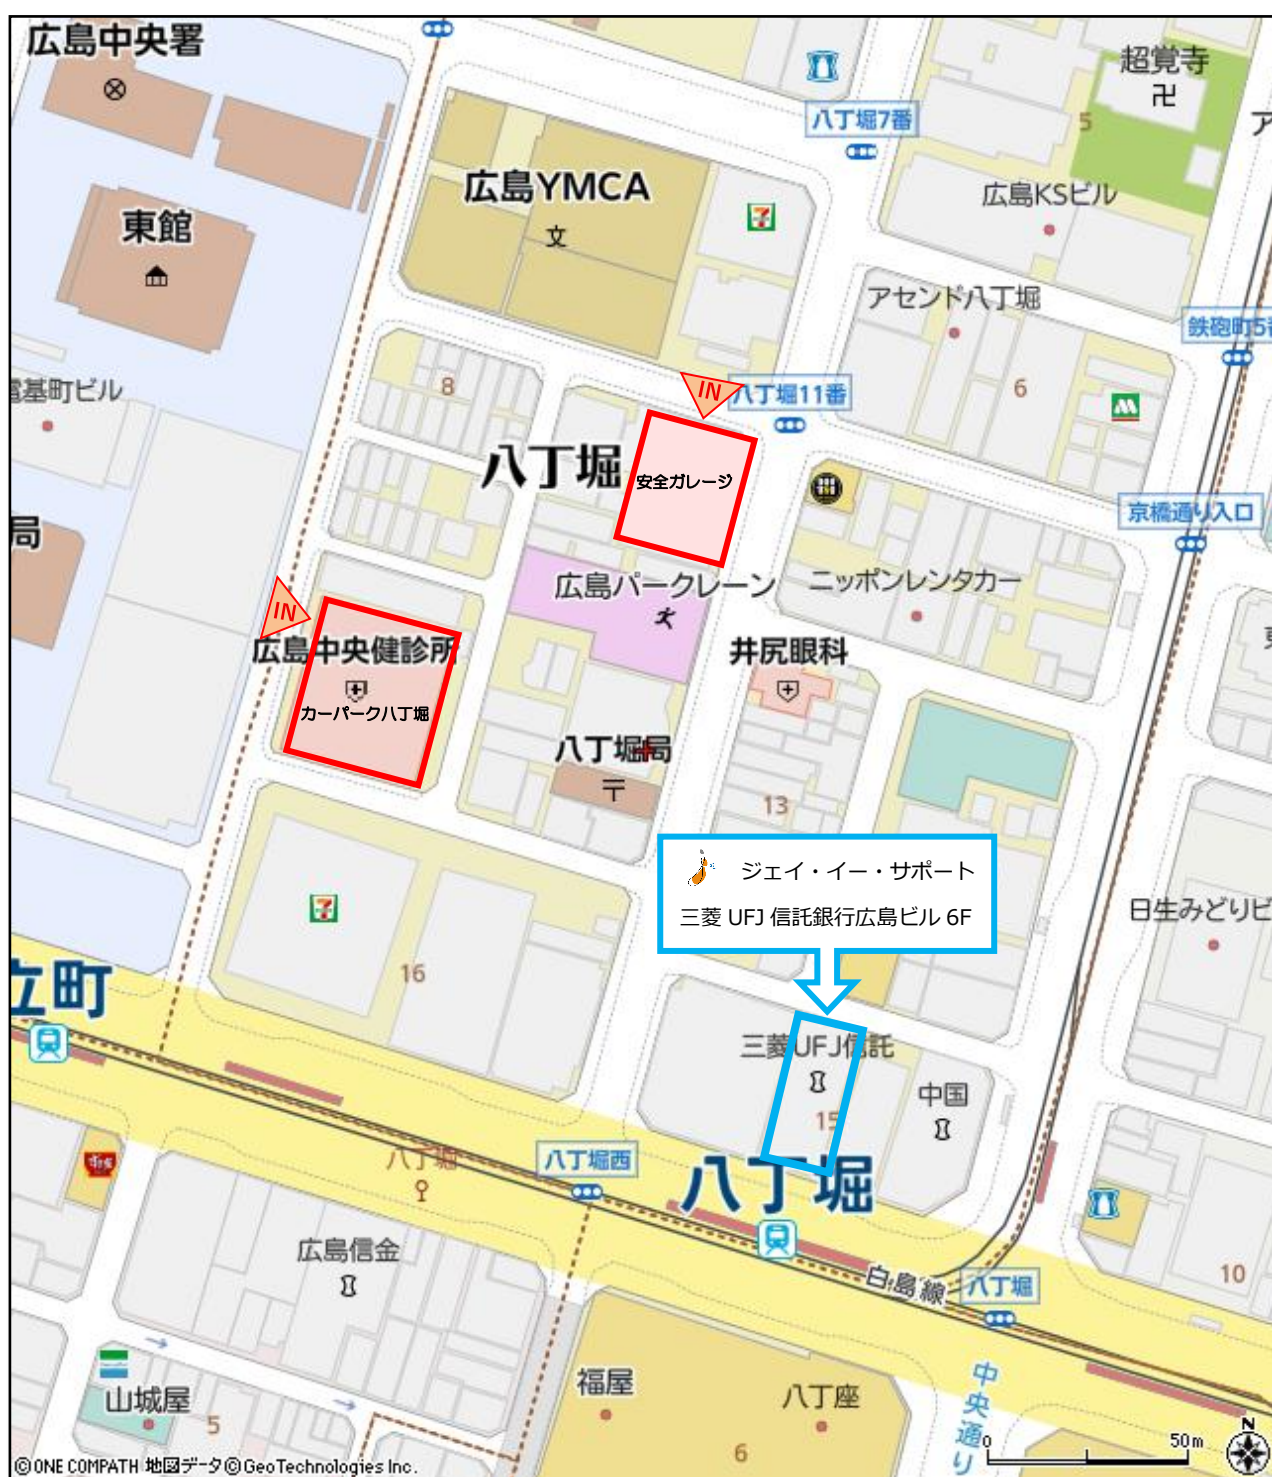 広島中央署
超覚寺
八丁堀7番
5
ア
広島YMCA
文
広島KSビル
東館
アセンド八丁堀
鉄砲町5番
電基町ビル
8
IN
八丁堀11番
6
八丁堀
安全ガレージ
京橋通り入口
局
広島パークレーン
ニッポンレンタカー
IN
広島中央健診所
カーパーク八丁堀
井尻眼科
八丁堀局
13
ジェイ・イー・サポート
三菱 UFJ 信託銀行広島ビル 6F
日生みどりビ
16
立町
三菱UFJ信託
中国
15
八丁堀
八丁堀西
八丁堀
すき家
広島信金
白島線
八丁堀
10
福屋
八丁座
山城屋
5
6
中央通り
0
50m
N
©ONE COMPATH 地図データ©GeoTechnologies Inc.